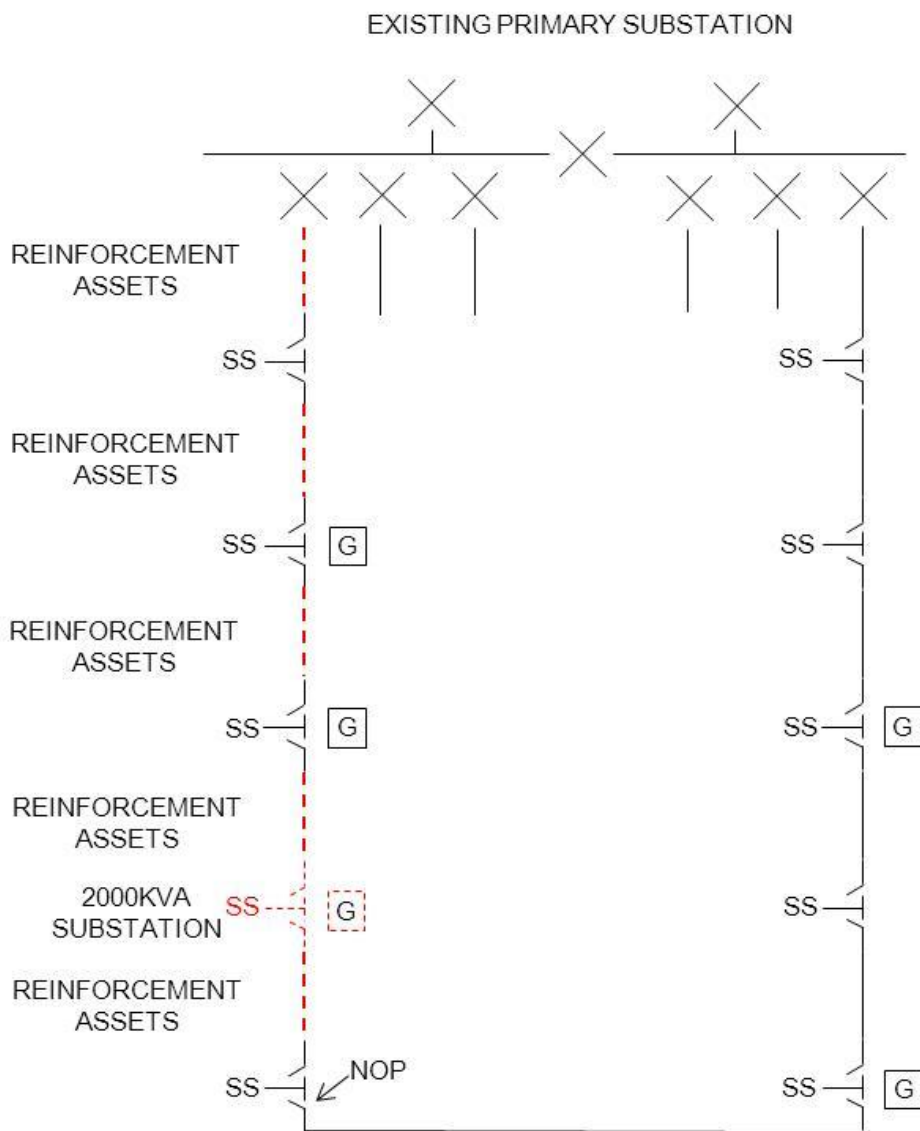 EXISTING PRIMARY SUBSTATION
REINFORCEMENT
ASSETS
SS
SS
REINFORCEMENT
ASSETS
SS
G
SS
REINFORCEMENT
ASSETS
SS
G
SS
G
REINFORCEMENT
ASSETS
2000KVA
SUBSTATION
SS
G
SS
REINFORCEMENT
ASSETS
SS
NOP
SS
G